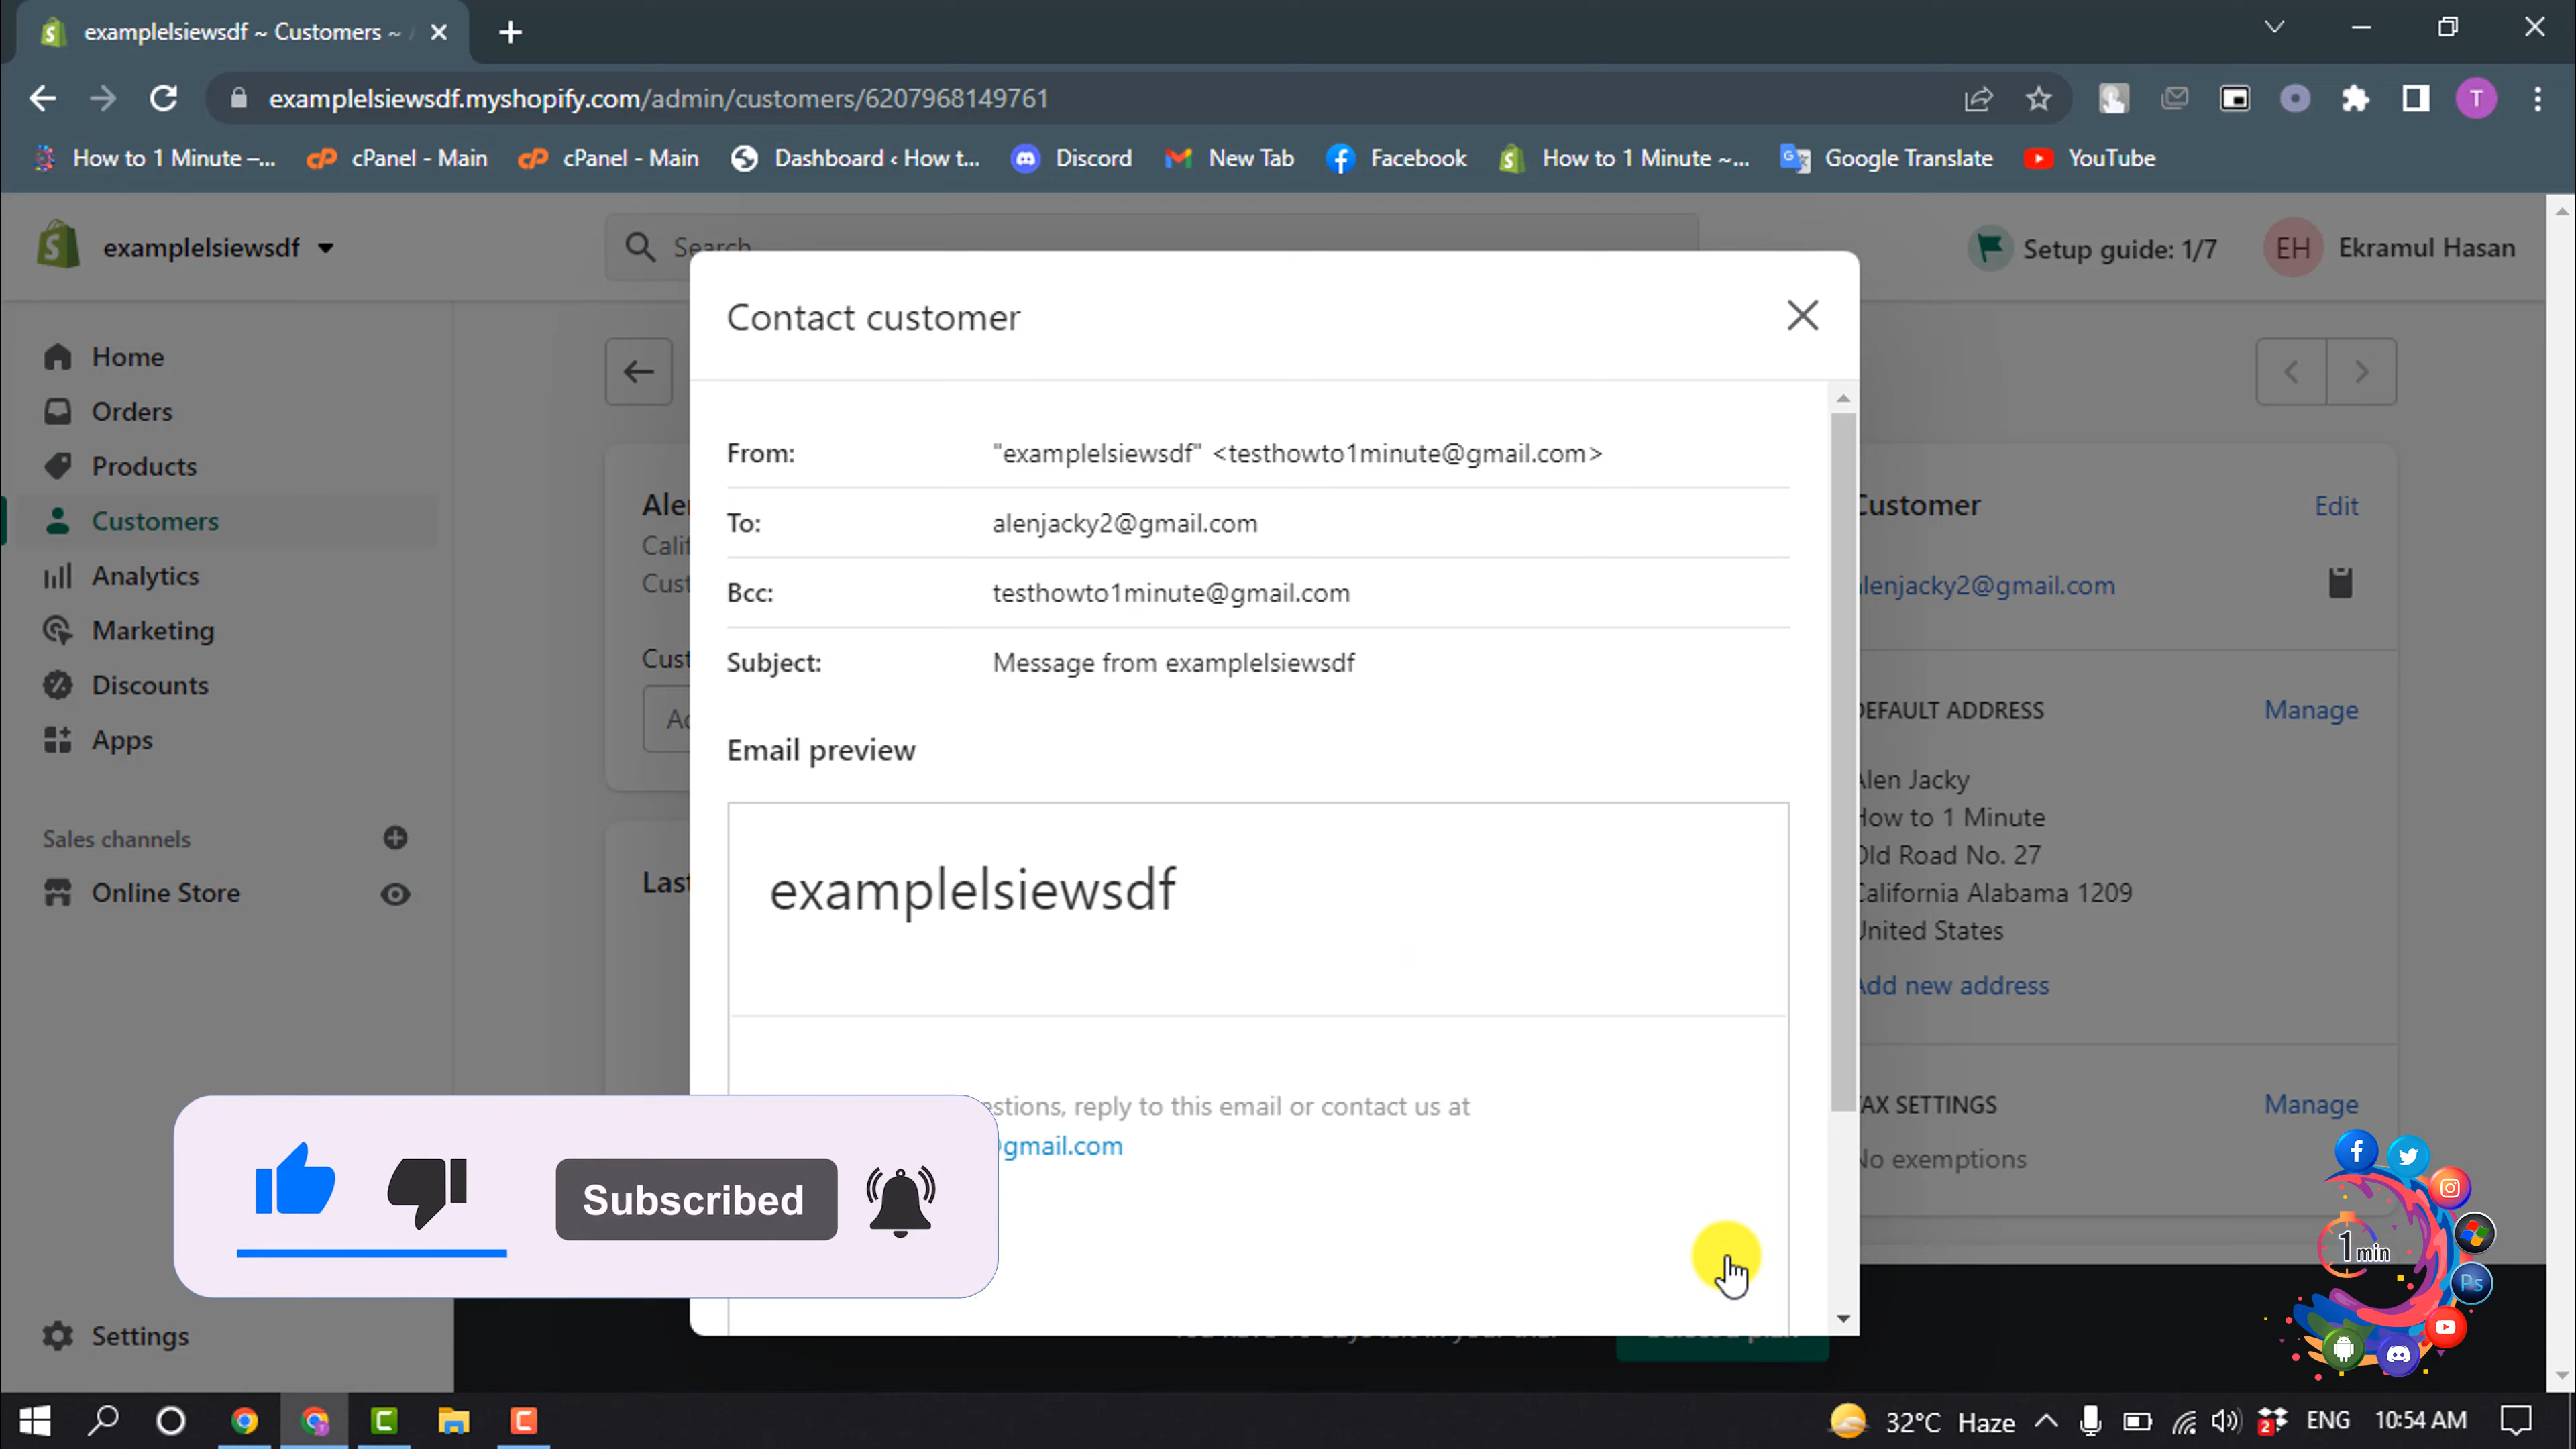 examplelsiewsdf ~ Customers ~
examplelsiewsdf.myshopify.com/admin/customers/6207968149761
T
How to 1 Minute –... cPanel - Main cPanel - Main Dashboard ‹ How t... Discord New Tab Facebook How to 1 Minute ~... Google Translate YouTube
examplelsiewsdf
Search
Setup guide: 1/7
EH Ekramul Hasan
Home
Orders
Products
Customers
Analytics
Marketing
Discounts
Apps
Sales channels
Online Store
Settings
Contact customer
From: "examplelsiewsdf" <testhowto1minute@gmail.com>
To: alenjacky2@gmail.com
Bcc: testhowto1minute@gmail.com
Subject: Message from examplelsiewsdf
Email preview
examplelsiewsdf
estions, reply to this email or contact us at
@gmail.com
Customer Edit
alenjacky2@gmail.com
DEFAULT ADDRESS Manage
Alen Jacky
How to 1 Minute
Old Road No. 27
California Alabama 1209
United States
Add new address
TAX SETTINGS Manage
No exemptions
Subscribed
1 min
Ps
32°C Haze
2
ENG
10:54 AM